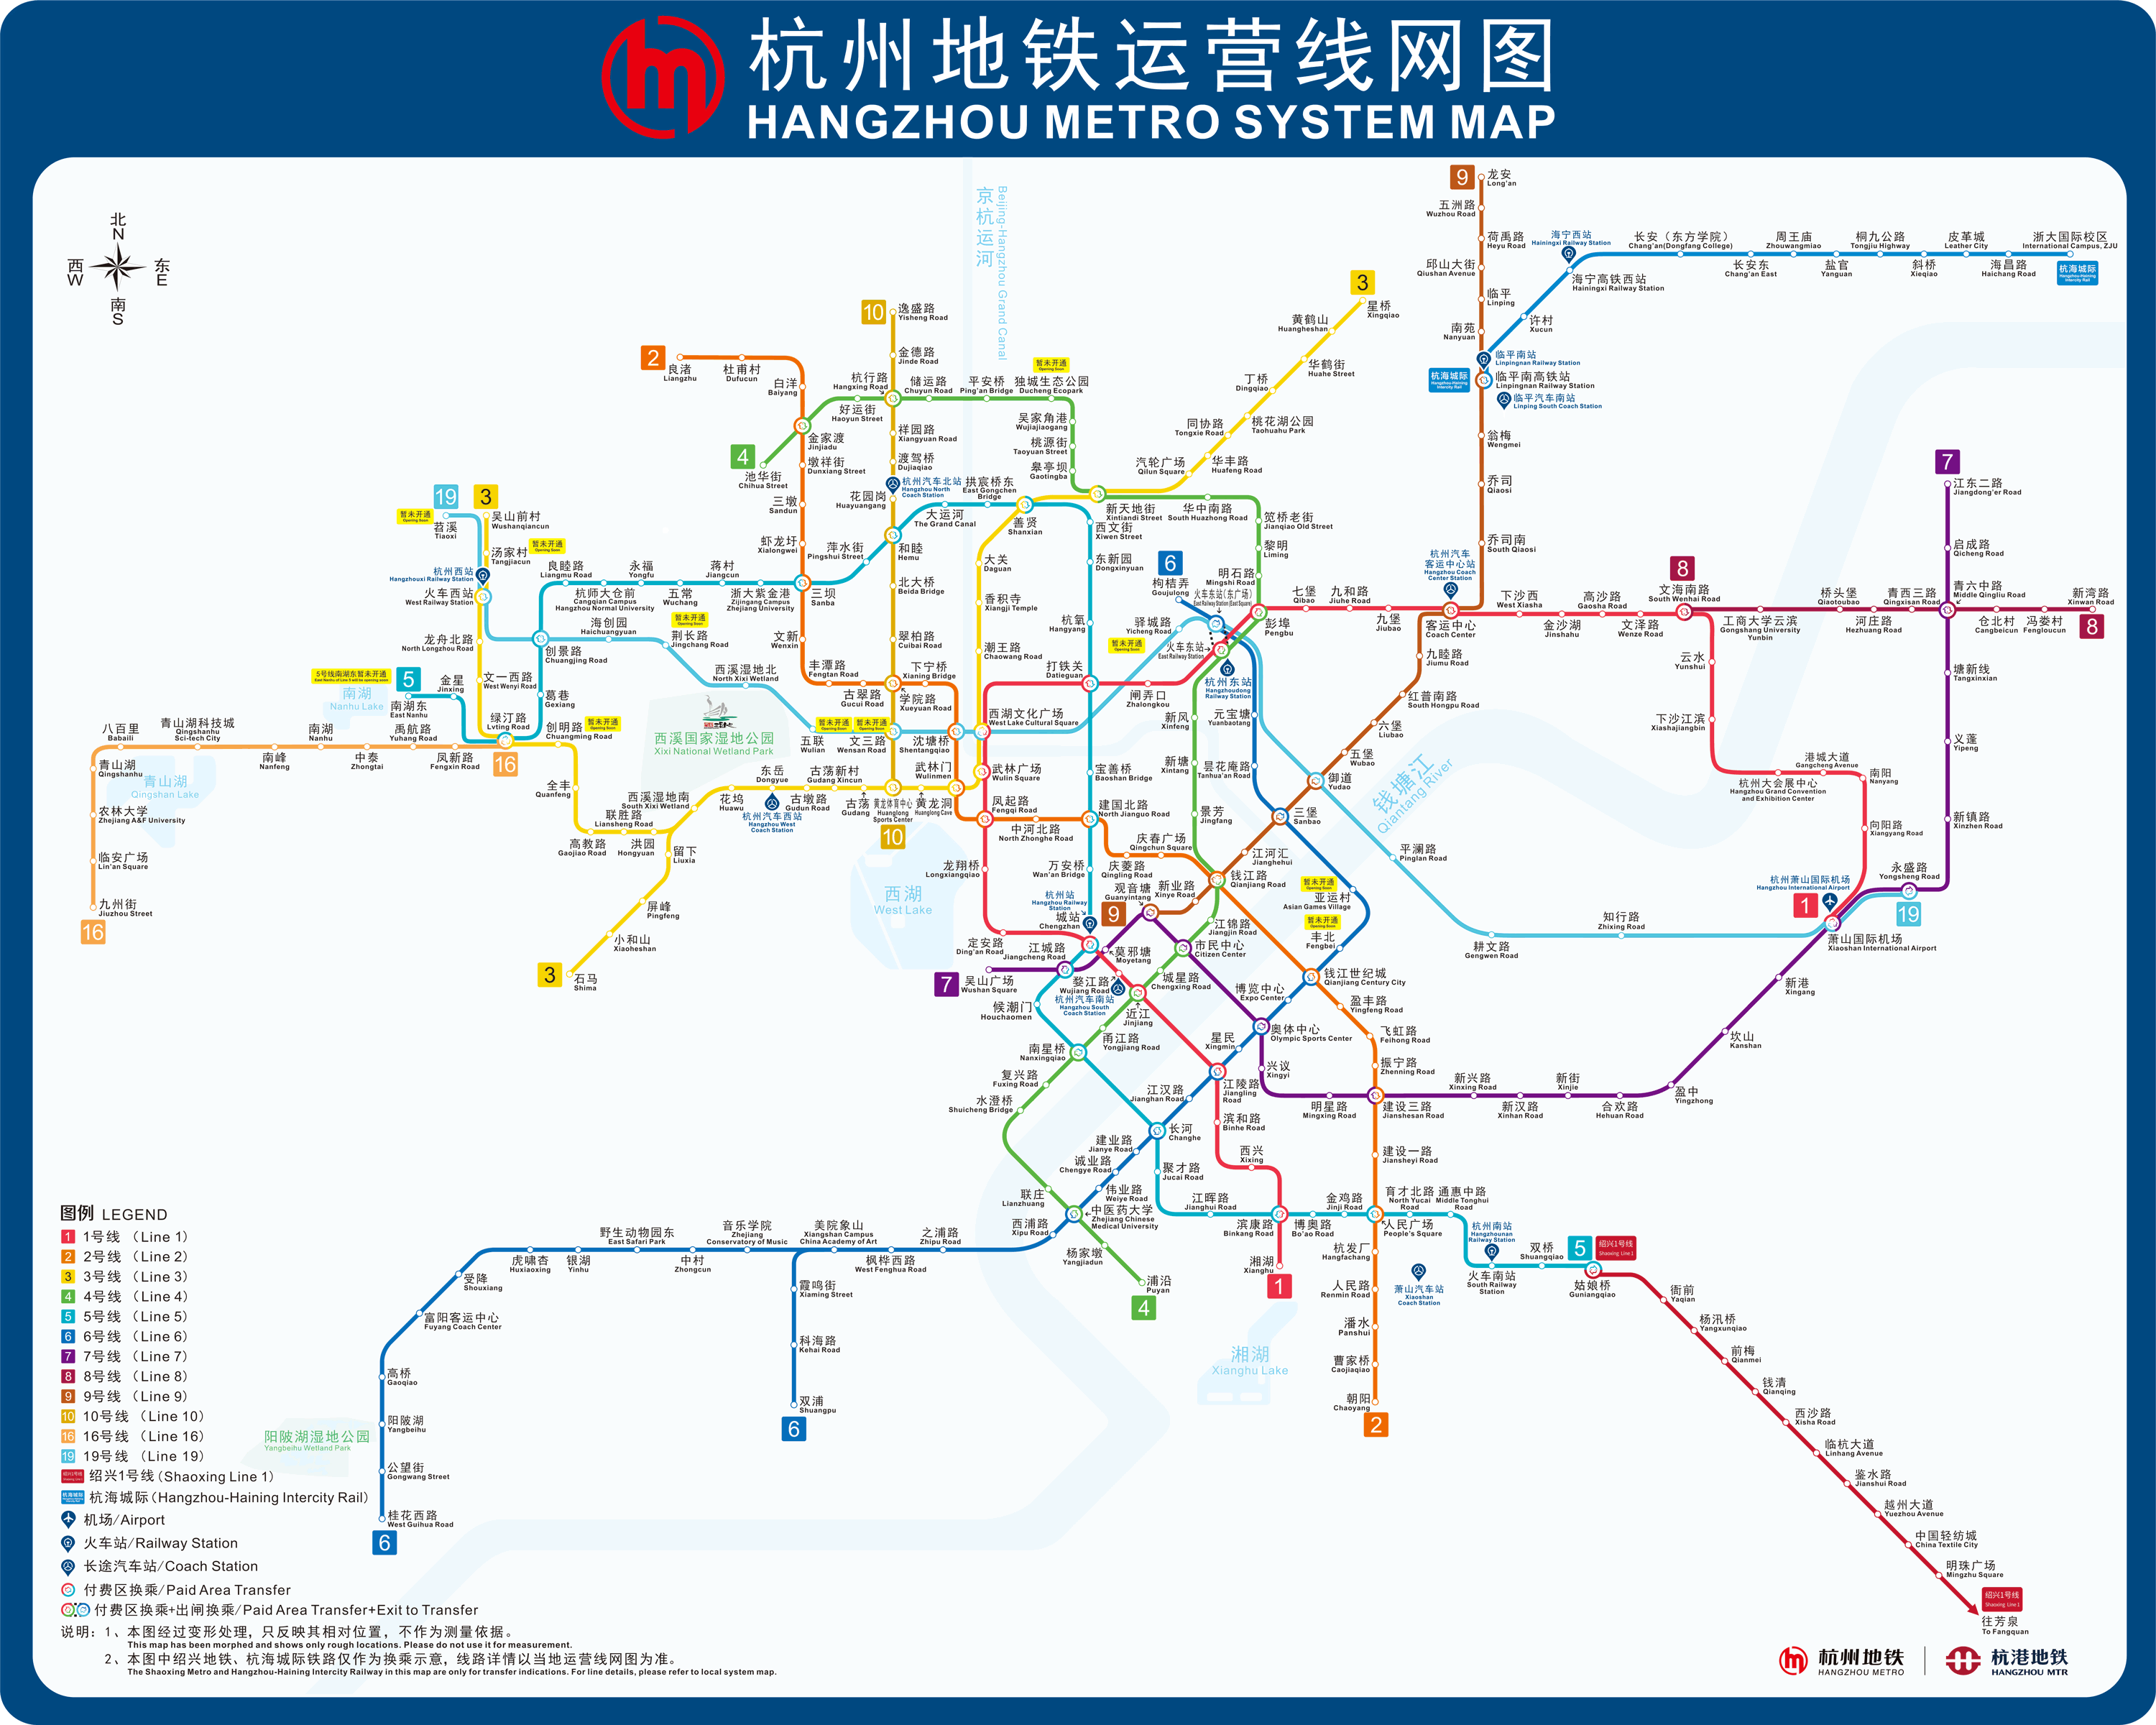 杭州地铁运营线网图
HANGZHOU METRO SYSTEM MAP
北
N
西
W
东
E
南
S
京杭运河
Beijing-Hangzhou Grand Canal
9
龙安
Long'an
五洲路
Wuzhou Road
荷禹路
Heyu Road
邱山大街
Qiushan Avenue
临平
Linping
南苑
Nanyuan
临平南站
Linpingnan Railway Station
杭海城际
Hangzhou-Haining Intercity Rail
临平南高铁站
Linpingnan Railway Station
临平汽车南站
Linping South Coach Station
翁梅
Wengmei
乔司
Qiaosi
乔司南
South Qiaosi
海宁西站
Hainingxi Railway Station
海宁高铁西站
Hainingxi Railway Station
许村
Xucun
长安（东方学院）
Chang'an(Dongfang College)
长安东
Chang'an East
周王庙
Zhouwangmiao
盐官
Yanguan
桐九公路
Tongjiu Highway
斜桥
Xieqiao
皮革城
Leather City
海昌路
Haichang Road
浙大国际校区
International Campus, ZJU
杭海城际
Hangzhou-Haining Intercity Rail
3
星桥
Xingqiao
黄鹤山
Huangheshan
华鹤街
Huahe Street
丁桥
Dingqiao
桃花湖公园
Taohuahu Park
同协路
Tongxie Road
华丰路
Huafeng Road
汽轮广场
Qilun Square
10
逸盛路
Yisheng Road
金德路
Jinde Road
杭行路
Hangxing Road
储运路
Chuyun Road
平安桥
Ping'an Bridge
暂未开通
Opening Soon
独城生态公园
Ducheng Ecopark
吴家角港
Wujiajiaogang
桃源街
Taoyuan Street
皋亭坝
Gaotingba
2
良渚
Liangzhu
杜甫村
Dufucun
白洋
Baiyang
好运街
Haoyun Street
金家渡
Jinjiadu
4
池华街
Chihua Street
墩祥街
Dunxiang Street
三墩
Sandun
虾龙圩
Xialongwei
祥园路
Xiangyuan Road
渡驾桥
Dujiaqiao
杭州汽车北站
Hangzhou North
Coach Station
花园岗
Huayuangang
拱宸桥东
East Gongchen
Bridge
大运河
The Grand Canal
和睦
Hemu
萍水街
Pingshui Street
善贤
Shanxian
新天地街
Xintiandi Street
华中南路
South Huazhong Road
笕桥老街
Jianqiao Old Street
黎明
Liming
明石路
Mingshi Road
西文街
Xiwen Street
东新园
Dongxinyuan
杭氧
Hangyang
打铁关
Datieguan
大关
Daguan
香积寺
Xiangji Temple
潮王路
Chaowang Road
北大桥
Beida Bridge
翠柏路
Cuibai Road
19
暂未开通
Opening Soon
苕溪
Tiaoxi
3
吴山前村
Wushanqiancun
暂未开通
Opening Soon
汤家村
Tangjiacun
杭州西站
Hangzhouxi Railway Station
火车西站
West Railway Station
龙舟北路
North Longzhou Road
文一西路
West Wenyi Road
良睦路
Liangmu Road
杭师大仓前
Cangqian Campus
Hangzhou Normal University
永福
Yongfu
五常
Wuchang
蒋村
Jiangcun
浙大紫金港
Zijingang Campus
Zhejiang University
三坝
Sanba
创景路
Chuangjing Road
海创园
Haichuangyuan
暂未开通
Opening Soon
荆长路
Jingchang Road
西溪湿地北
North Xixi Wetland
葛巷
Gexiang
5号线南湖东暂未开通
East Nanhu of Line 5 will be opening soon
5
南湖
Nanhu Lake
南湖东
East Nanhu
金星
Jinxing
绿汀路
Lvting Road
16
创明路
Chuangming Road
暂未开通
Opening Soon
文新
Wenxin
丰潭路
Fengtan Road
古翠路
Gucui Road
学院路
Xueyuan Road
下宁桥
Xianing Bridge
西溪国家湿地公园
Xixi National Wetland Park
暂未开通
Opening Soon
五联
Wulian
暂未开通
Opening Soon
文三路
Wensan Road
沈塘桥
Shentangqiao
西湖文化广场
West Lake Cultural Square
武林门
Wulinmen
武林广场
Wulin Square
八百里
Babaili
青山湖科技城
Qingshanhu
Sci-tech City
南峰
Nanfeng
南湖
Nanhu
中泰
Zhongtai
禹航路
Yuhang Road
凤新路
Fengxin Road
青山湖
Qingshanhu
青山湖
Qingshan Lake
农林大学
Zhejiang A&F University
临安广场
Lin'an Square
九州街
Jiuzhou Street
16
全丰
Quanfeng
高教路
Gaojiao Road
联胜路
Liansheng Road
洪园
Hongyuan
西溪湿地南
South Xixi Wetland
留下
Liuxia
屏峰
Pingfeng
小和山
Xiaoheshan
3
石马
Shima
花坞
Huawu
东岳
Dongyue
杭州汽车西站
Hangzhou West
Coach Station
古墩路
Gudun Road
古荡新村
Gudang Xincun
古荡
Gudang
黄龙体育中心
Huanglong
Sports Center
10
黄龙洞
Huanglong Cave
凤起路
Fengqi Road
中河北路
North Zhonghe Road
宝善桥
Baoshan Bridge
建国北路
North Jianguo Road
庆菱路
Qingling Road
庆春广场
Qingchun Square
钱江路
Qianjiang Road
西湖
West Lake
龙翔桥
Longxiangqiao
万安桥
Wan'an Bridge
杭州站
Hangzhou Railway
Station
城站
Chengzhan
定安路
Ding'an Road
江城路
Jiangcheng Road
7
吴山广场
Wushan Square
候潮门
Houchaomen
莫邪塘
Moyetang
婺江路
Wujiang Road
杭州汽车南站
Hangzhou South
Coach Station
近江
Jinjiang
城星路
Chengxing Road
市民中心
Citizen Center
江锦路
Jiangjin Road
9
观音塘
Guanyintang
新业路
Xinye Road
江河汇
Jianghehui
三堡
Sanbao
御道
Yudao
五堡
Wubao
六堡
Liubao
红普南路
South Hongpu Road
九睦路
Jiumu Road
6
枸桔弄
Goujulong
火车东站(东广场)
East Railway Station (East Square)
驿城路
Yicheng Road
暂未开通
Opening Soon
火车东站
East Railway Station
杭州东站
Hangzhoudong
Railway Station
彭埠
Pengbu
闸弄口
Zhalongkou
新风
Xinfeng
元宝塘
Yuanbaotang
新塘
Xintang
昙花庵路
Tanhua'an Road
景芳
Jingfang
七堡
Qibao
九和路
Jiuhe Road
九堡
Jiubao
杭州汽车
客运中心站
Hangzhou Coach
Center Station
客运中心
Coach Center
下沙西
West Xiasha
金沙湖
Jinshahu
高沙路
Gaosha Road
文泽路
Wenze Road
8
文海南路
South Wenhai Road
云水
Yunshui
下沙江滨
Xiashajiangbin
杭州大会展中心
Hangzhou Grand Convention
and Exhibition Center
港城大道
Gangcheng Avenue
南阳
Nanyang
向阳路
Xiangyang Road
工商大学云滨
Gongshang University
Yunbin
桥头堡
Qiaotoubao
河庄路
Hezhuang Road
青西三路
Qingxisan Road
青六中路
Middle Qingliu Road
仓北村
Cangbeicun
冯娄村
Fengloucun
新湾路
Xinwan Road
8
7
江东二路
Jiangdong'er Road
启成路
Qicheng Road
塘新线
Tangxinxian
义蓬
Yipeng
新镇路
Xinzhen Road
永盛路
Yongsheng Road
19
杭州萧山国际机场
Hangzhou International Airport
1
萧山国际机场
Xiaoshan International Airport
钱塘江
Qiantang River
平澜路
Pinglan Road
耕文路
Gengwen Road
知行路
Zhixing Road
新港
Xingang
坎山
Kanshan
盈中
Yingzhong
合欢路
Hehuan Road
新街
Xinjie
新汉路
Xinhan Road
新兴路
Xinxing Road
暂未开通
Opening Soon
亚运村
Asian Games Village
暂未开通
Opening Soon
丰北
Fengbei
钱江世纪城
Qianjiang Century City
博览中心
Expo Center
盈丰路
Yingfeng Road
飞虹路
Feihong Road
振宁路
Zhenning Road
奥体中心
Olympic Sports Center
兴议
Xingyi
明星路
Mingxing Road
建设三路
Jianshesan Road
建设一路
Jiansheyi Road
星民
Xingmin
江陵路
Jiangling
Road
江汉路
Jianghan Road
滨和路
Binhe Road
西兴
Xixing
甬江路
Yongjiang Road
南星桥
Nanxingqiao
复兴路
Fuxing Road
水澄桥
Shuicheng Bridge
长河
Changhe
建业路
Jianye Road
诚业路
Chengye Road
聚才路
Jucai Road
伟业路
Weiye Road
联庄
Lianzhuang
中医药大学
Zhejiang Chinese
Medical University
西浦路
Xipu Road
杨家墩
Yangjiadun
浦沿
Puyan
4
江晖路
Jianghui Road
滨康路
Binkang Road
湘湖
Xianghu
1
博奥路
Bo'ao Road
金鸡路
Jinji Road
人民广场
People's Square
育才北路
North Yucai
Road
通惠中路
Middle Tonghui
Road
杭州南站
Hangzhounan
Railway Station
火车南站
South Railway
Station
双桥
Shuangqiao
5
绍兴1号线
Shaoxing Line 1
姑娘桥
Guniangqiao
杭发厂
Hangfachang
人民路
Renmin Road
萧山汽车站
Xiaoshan
Coach Station
潘水
Panshui
曹家桥
Caojiaqiao
朝阳
Chaoyang
2
湘湖
Xianghu Lake
衙前
Yaqian
杨汛桥
Yangxunqiao
前梅
Qianmei
钱清
Qianqing
西沙路
Xisha Road
临杭大道
Linhang Avenue
鉴水路
Jianshui Road
越州大道
Yuezhou Avenue
中国轻纺城
China Textile City
明珠广场
Mingzhu Square
绍兴1号线
Shaoxing Line 1
往芳泉
To Fangquan
之浦路
Zhipu Road
枫桦西路
West Fenghua Road
美院象山
Xiangshan Campus
China Academy of Art
音乐学院
Zhejiang
Conservatory of Music
中村
Zhongcun
野生动物园东
East Safari Park
银湖
Yinhu
虎啸杏
Huxiaoxing
受降
Shouxiang
富阳客运中心
Fuyang Coach Center
高桥
Gaoqiao
阳陂湖
Yangbeihu
阳陂湖湿地公园
Yangbeihu Wetland Park
公望街
Gongwang Street
桂花西路
West Guihua Road
6
霞鸣街
Xiaming Street
科海路
Kehai Road
双浦
Shuangpu
6
图例 LEGEND
1 1号线 （Line 1）
2 2号线 （Line 2）
3 3号线 （Line 3）
4 4号线 （Line 4）
5 5号线 （Line 5）
6 6号线 （Line 6）
7 7号线 （Line 7）
8 8号线 （Line 8）
9 9号线 （Line 9）
10 10号线 （Line 10）
16 16号线 （Line 16）
19 19号线 （Line 19）
绍兴1号线 Shaoxing Line 1 绍兴1号线(Shaoxing Line 1)
杭海城际 Hangzhou-Haining Intercity Rail 杭海城际(Hangzhou-Haining Intercity Rail)
机场/Airport
火车站/Railway Station
长途汽车站/Coach Station
付费区换乘/Paid Area Transfer
付费区换乘+出闸换乘/Paid Area Transfer+Exit to Transfer
说明：1、本图经过变形处理，只反映其相对位置，不作为测量依据。
This map has been morphed and shows only rough locations. Please do not use it for measurement.
2、本图中绍兴地铁、杭海城际铁路仅作为换乘示意，线路详情以当地运营线网图为准。
The Shaoxing Metro and Hangzhou-Haining Intercity Railway in this map are only for transfer indications. For line details, please refer to local system map.
杭州地铁
HANGZHOU METRO
杭港地铁
HANGZHOU MTR